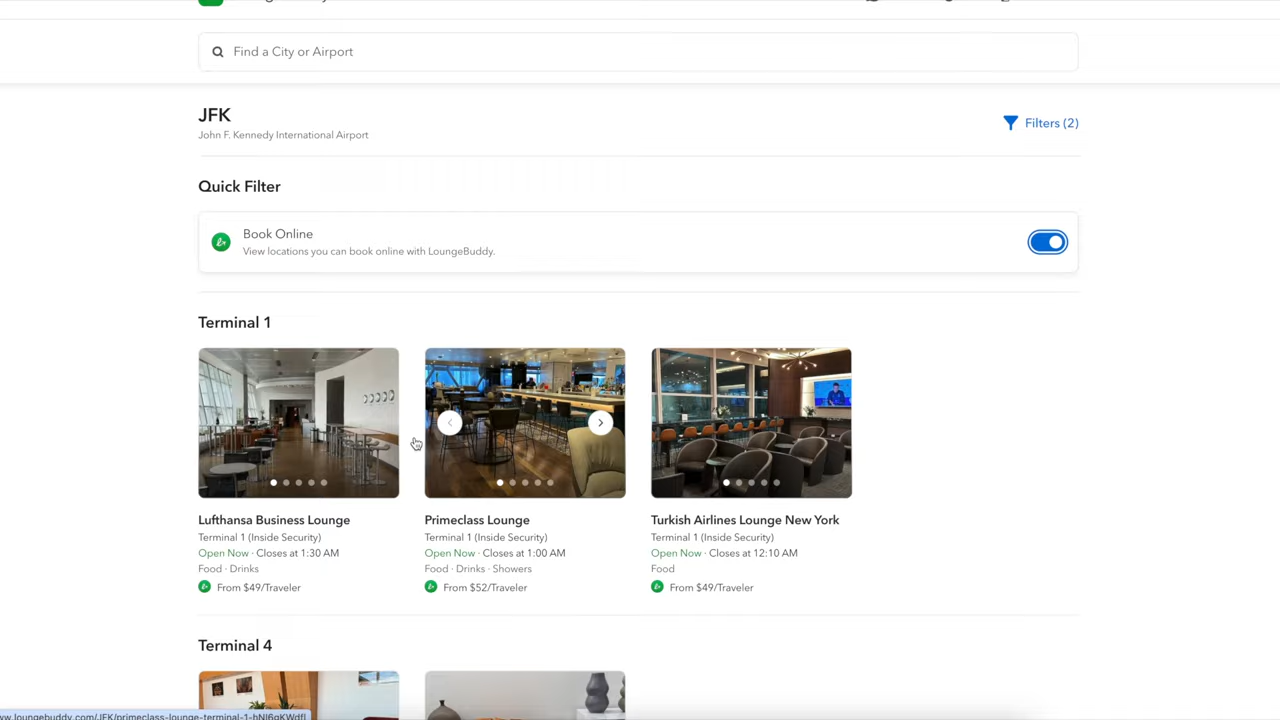 Find a City or Airport
JFK
John F. Kennedy International Airport
Filters (2)
Quick Filter
Book Online
View locations you can book online with LoungeBuddy.
Terminal 1
Lufthansa Business Lounge
Terminal 1 (Inside Security)
Open Now · Closes at 1:30 AM
Food · Drinks
From $49/Traveler
Primeclass Lounge
Terminal 1 (Inside Security)
Open Now · Closes at 1:00 AM
Food · Drinks · Showers
From $52/Traveler
Turkish Airlines Lounge New York
Terminal 1 (Inside Security)
Open Now · Closes at 12:10 AM
Food
From $49/Traveler
Terminal 4